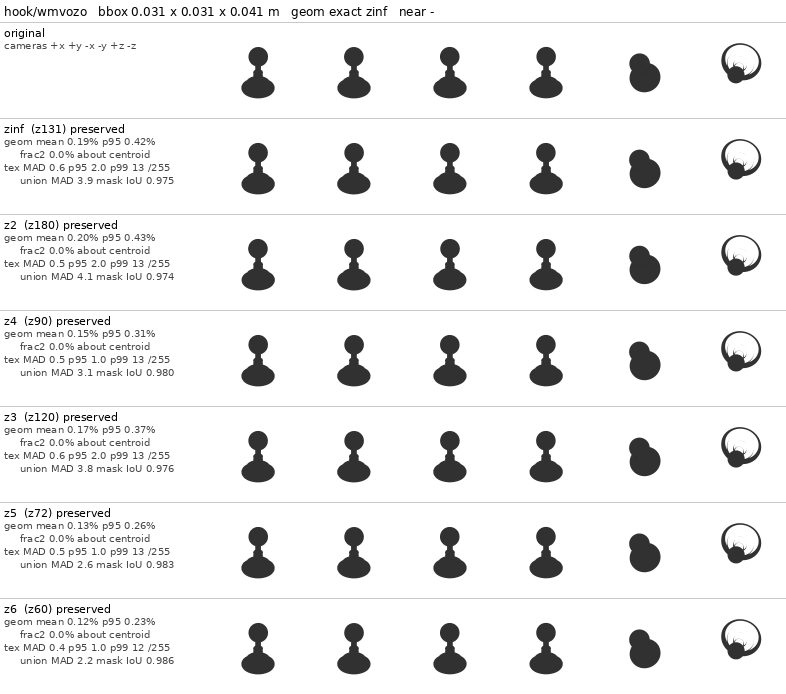 hook/wmvozo bbox 0.031 x 0.031 x 0.041 m geom exact zinf near -
original
cameras +x +y -x -y +z -z
zinf (z131) preserved
geom mean 0.19% p95 0.42%
frac2 0.0% about centroid
tex MAD 0.6 p95 2.0 p99 13 /255
union MAD 3.9 mask IoU 0.975
z2 (z180) preserved
geom mean 0.20% p95 0.43%
frac2 0.0% about centroid
tex MAD 0.5 p95 2.0 p99 13 /255
union MAD 4.1 mask IoU 0.974
z4 (z90) preserved
geom mean 0.15% p95 0.31%
frac2 0.0% about centroid
tex MAD 0.5 p95 1.0 p99 13 /255
union MAD 3.1 mask IoU 0.980
z3 (z120) preserved
geom mean 0.17% p95 0.37%
frac2 0.0% about centroid
tex MAD 0.6 p95 2.0 p99 13 /255
union MAD 3.8 mask IoU 0.976
z5 (z72) preserved
geom mean 0.13% p95 0.26%
frac2 0.0% about centroid
tex MAD 0.5 p95 1.0 p99 13 /255
union MAD 2.6 mask IoU 0.983
z6 (z60) preserved
geom mean 0.12% p95 0.23%
frac2 0.0% about centroid
tex MAD 0.4 p95 1.0 p99 12 /255
union MAD 2.2 mask IoU 0.986